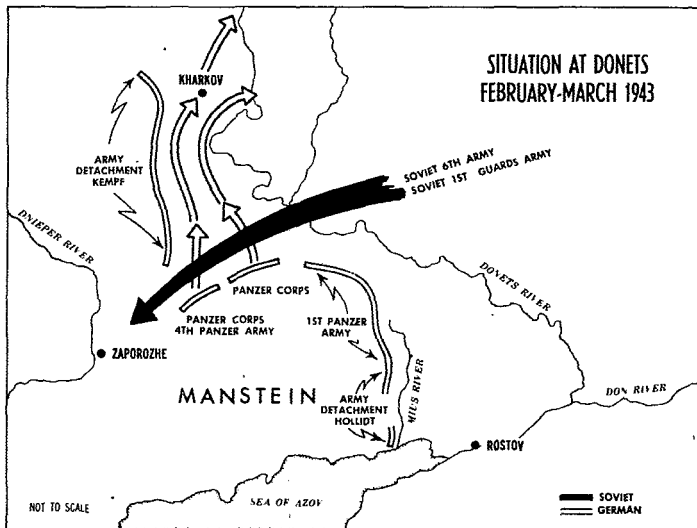 SITUATION AT DONETS
FEBRUARY-MARCH 1943
KHARKOV
ARMY
DETACHMENT
KEMPF
SOVIET 6TH ARMY
SOVIET 1ST GUARDS ARMY
DNIEPER RIVER
DONETS RIVER
PANZER CORPS
PANZER CORPS
4TH PANZER ARMY
1ST PANZER
ARMY
ZAPOROZHE
MANSTEIN
ARMY
DETACHMENT
HOLLIDT
MIUS RIVER
DON RIVER
ROSTOV
SEA OF AZOV
NOT TO SCALE
SOVIET
GERMAN